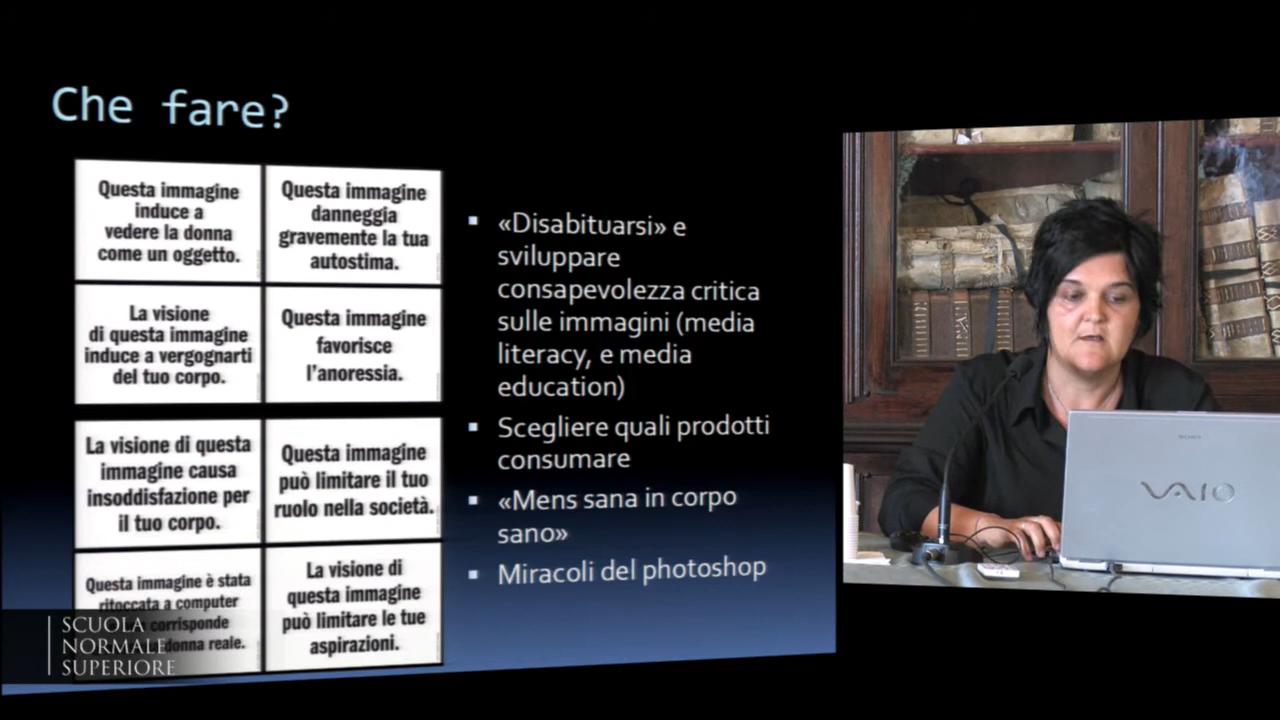 Che fare?
Questa immagine
induce a
vedere la donna
come un oggetto.
Questa immagine
danneggia
gravemente la tua
autostima.
La visione
di questa immagine
induce a vergognarti
del tuo corpo.
Questa immagine
favorisce
l'anoressia.
La visione di questa
immagine causa
insoddisfazione per
il tuo corpo.
Questa immagine
può limitare il tuo
ruolo nella società.
Questa immagine è stata
ritoccata a computer
corrisponde
donna reale.
La visione di
questa immagine
può limitare le tue
aspirazioni.
▪ «Disabituarsi» e
sviluppare
consapevolezza critica
sulle immagini (media
literacy, e media
education)
▪ Scegliere quali prodotti
consumare
▪ «Mens sana in corpo
sano»
▪ Miracoli del photoshop
SONY
VAIO
SCUOLA
NORMALE
SUPERIORE